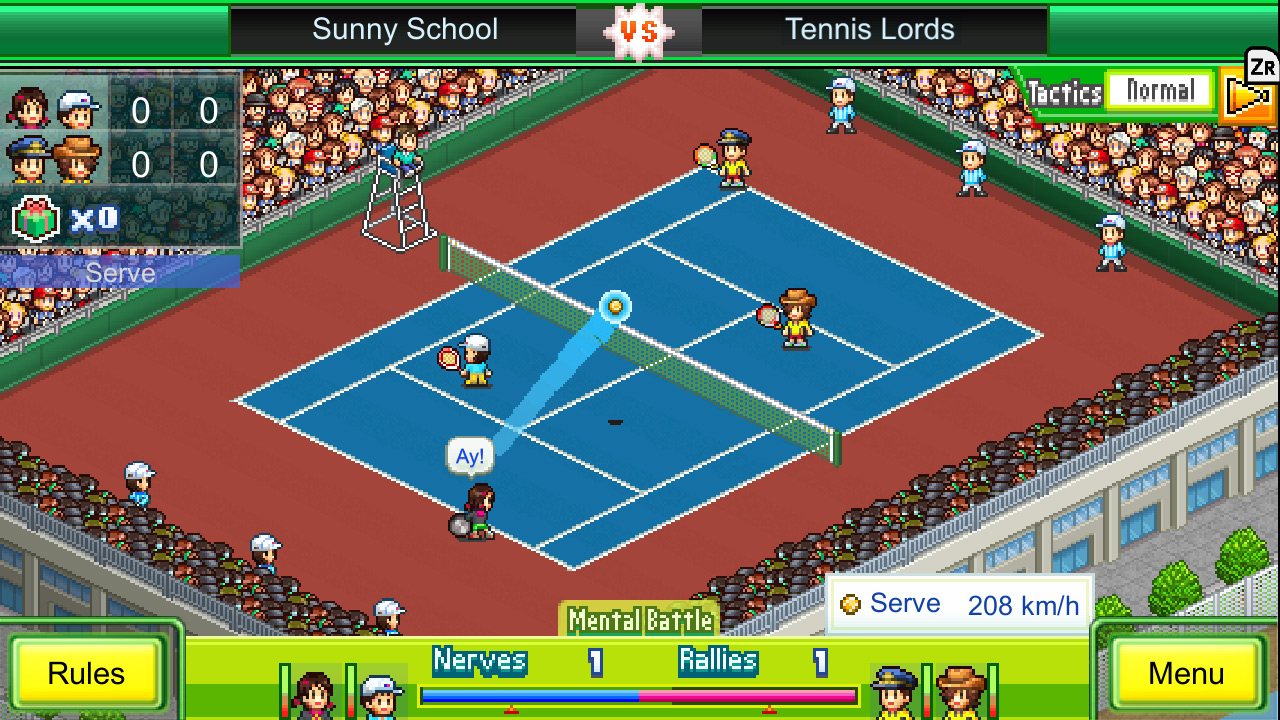 Sunny School
VS
Tennis Lords
ZR
Tactics Normal
0 0
0 0
x0
Serve
Ay!
Serve 208 km/h
Mental Battle
Nerves 1 Rallies 1
Rules
Menu